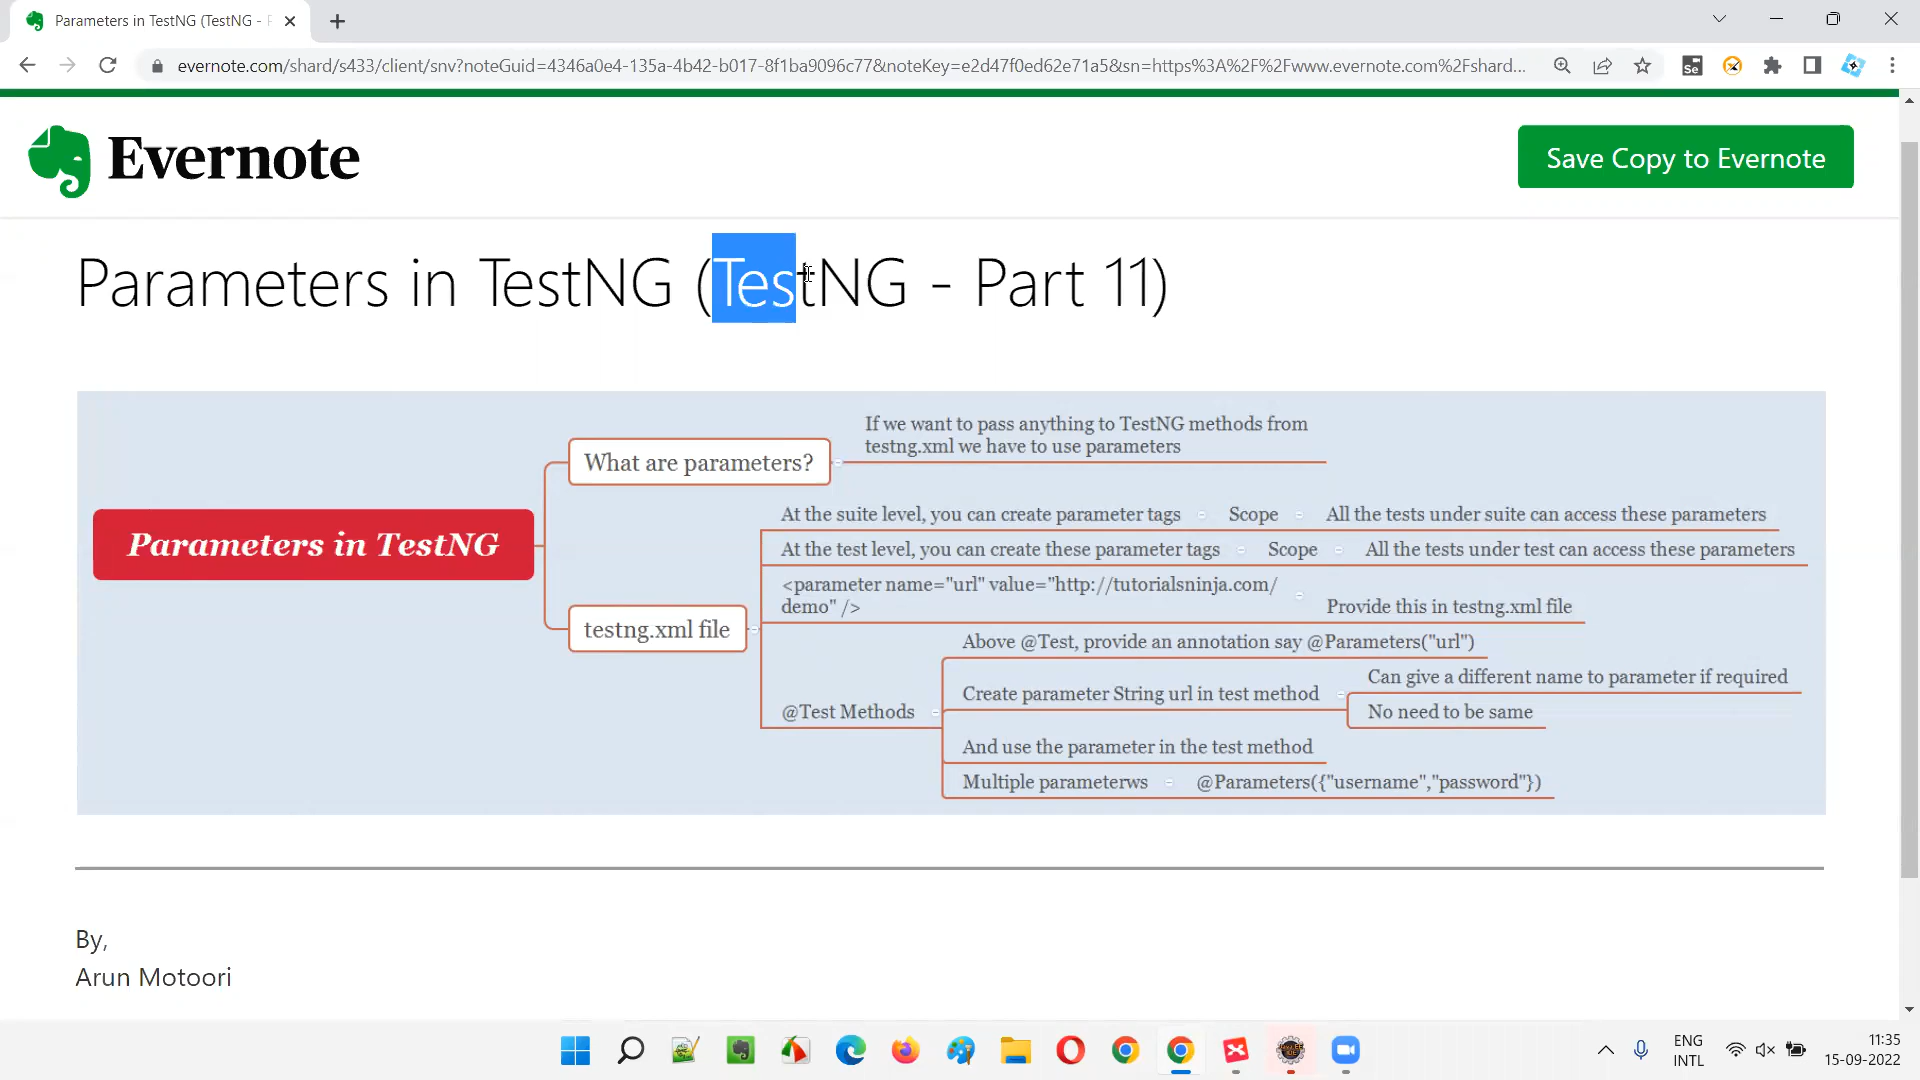 Parameters in TestNG (TestNG - P
evernote.com/shard/s433/client/snv?noteGuid=4346a0e4-135a-4b42-b017-8f1ba9096c77&noteKey=e2d47f0ed62e71a5&sn=https%3A%2F%2Fwww.evernote.com%2Fshard...
Se
Evernote
Save Copy to Evernote
Parameters in TestNG (TestNG - Part 11)
If we want to pass anything to TestNG methods from
testng.xml we have to use parameters
What are parameters?
At the suite level, you can create parameter tags Scope All the tests under suite can access these parameters
Parameters in TestNG
At the test level, you can create these parameter tags Scope All the tests under test can access these parameters
<parameter name="url" value="http://tutorialsninja.com/
demo" />
Provide this in testng.xml file
testng.xml file
Above @Test, provide an annotation say @Parameters("url")
Can give a different name to parameter if required
Create parameter String url in test method
@Test Methods
No need to be same
And use the parameter in the test method
Multiple parameterws @Parameters({"username","password"})
By,
Arun Motoori
ENG
INTL
11:35
15-09-2022